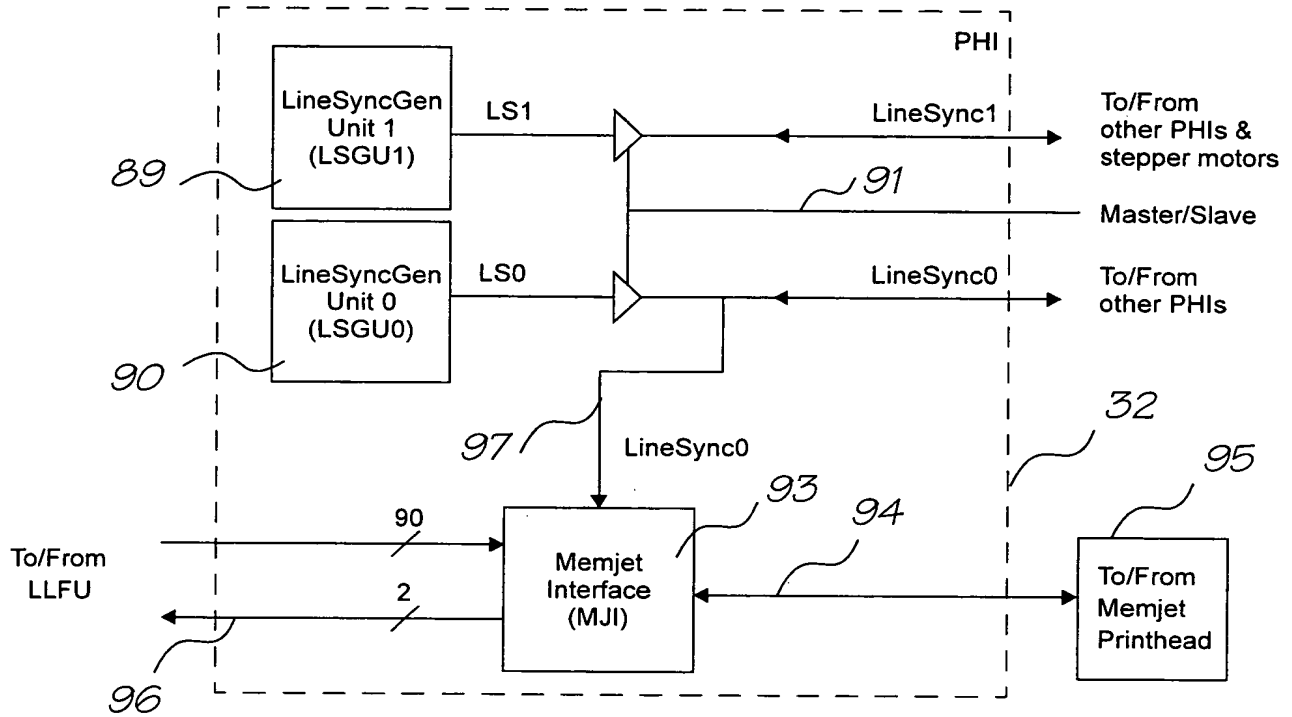 PHI
LineSyncGen
Unit 1
(LSGU1)
LS1
LineSync1
To/From
other PHIs &
stepper motors
89
91
Master/Slave
LineSyncGen
Unit 0
(LSGU0)
LS0
LineSync0
To/From
other PHIs
90
97
LineSync0
32
95
93
94
To/From
LLFU
90
2
Memjet
Interface
(MJI)
To/From
Memjet
Printhead
96